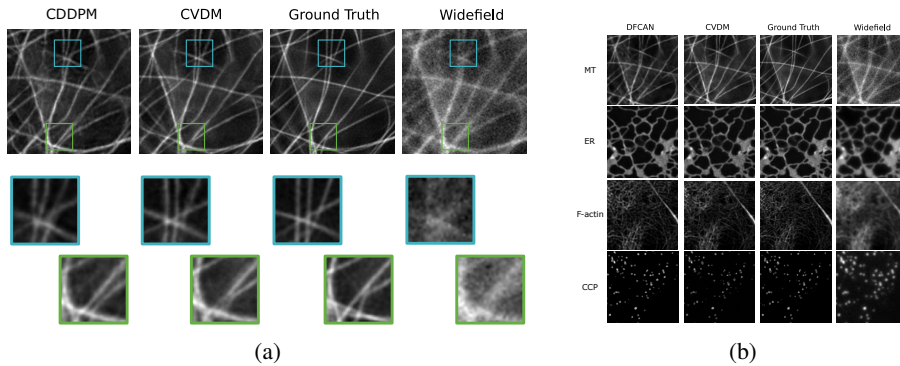 CDDPM CVDM Ground Truth Widefield
(a)
DFCAN CVDM Ground Truth Widefield
MT
ER
F-actin
CCP
(b)